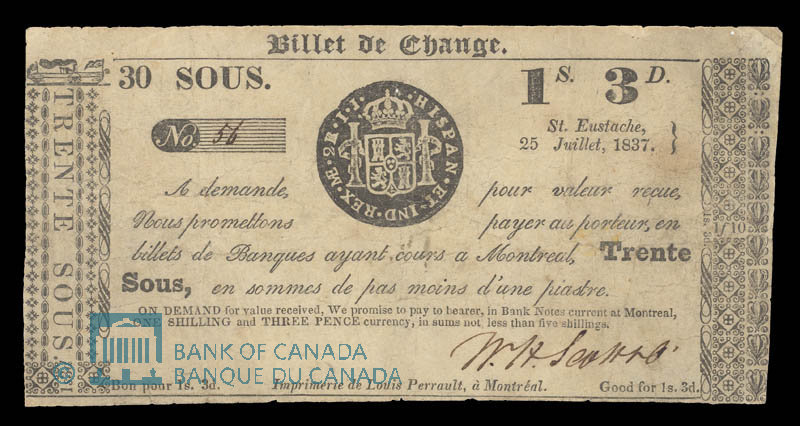 Billet de Change.
30 SOUS.
1 S. 3 D.
No. 56
HISPAN·ET·IND·REX·M·2R·I·I·
St. Eustache,
25 Juillet, 1837.
A demande, pour valeur reçue,
Nous promettons payer au porteur, en
billets de Banques ayant cours a Montreal, Trente
Sous, en sommes de pas moins d'une piastre.
ON DEMAND for value received, We promise to pay to bearer, in Bank Notes current at Montreal,
ONE SHILLING and THREE PENCE currency, in sums not less than five shillings.
W. H. Scott
Bon pour 1s. 3d. Imprimerie de Louis Perrault, à Montréal. Good for 1s. 3d.
TRENTE SOUS.
1s. 3d. 1/10
© BANK OF CANADA
BANQUE DU CANADA